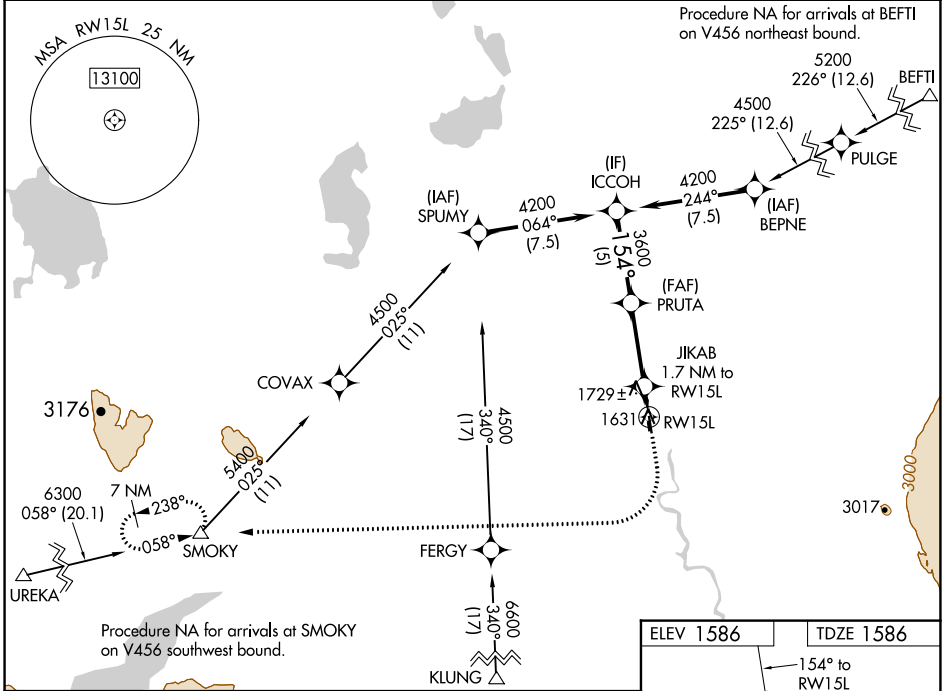 MSA RW15L 25 NM
13100
Procedure NA for arrivals at BEFTI
on V456 northeast bound.
5200
226° (12.6)
BEFTI
4500
225° (12.6)
PULGE
(IF)
ICCOH
4200
244°
(7.5)
(IAF)
BEPNE
(IAF)
SPUMY
4200
064°
(7.5)
3600
154°
(5)
(FAF)
PRUTA
4500
025°
(11)
JIKAB
1.7 NM to
RW15L
COVAX
1729±
1631
RW15L
3176
4500
340°
(17)
5400
025°
(11)
3000
6300
058° (20.1)
7 NM
238°
058°
SMOKY
3017
FERGY
UREKA
6600
340°
(17)
Procedure NA for arrivals at SMOKY
on V456 southwest bound.
KLUNG
ELEV 1586
TDZE 1586
154° to
RW15L